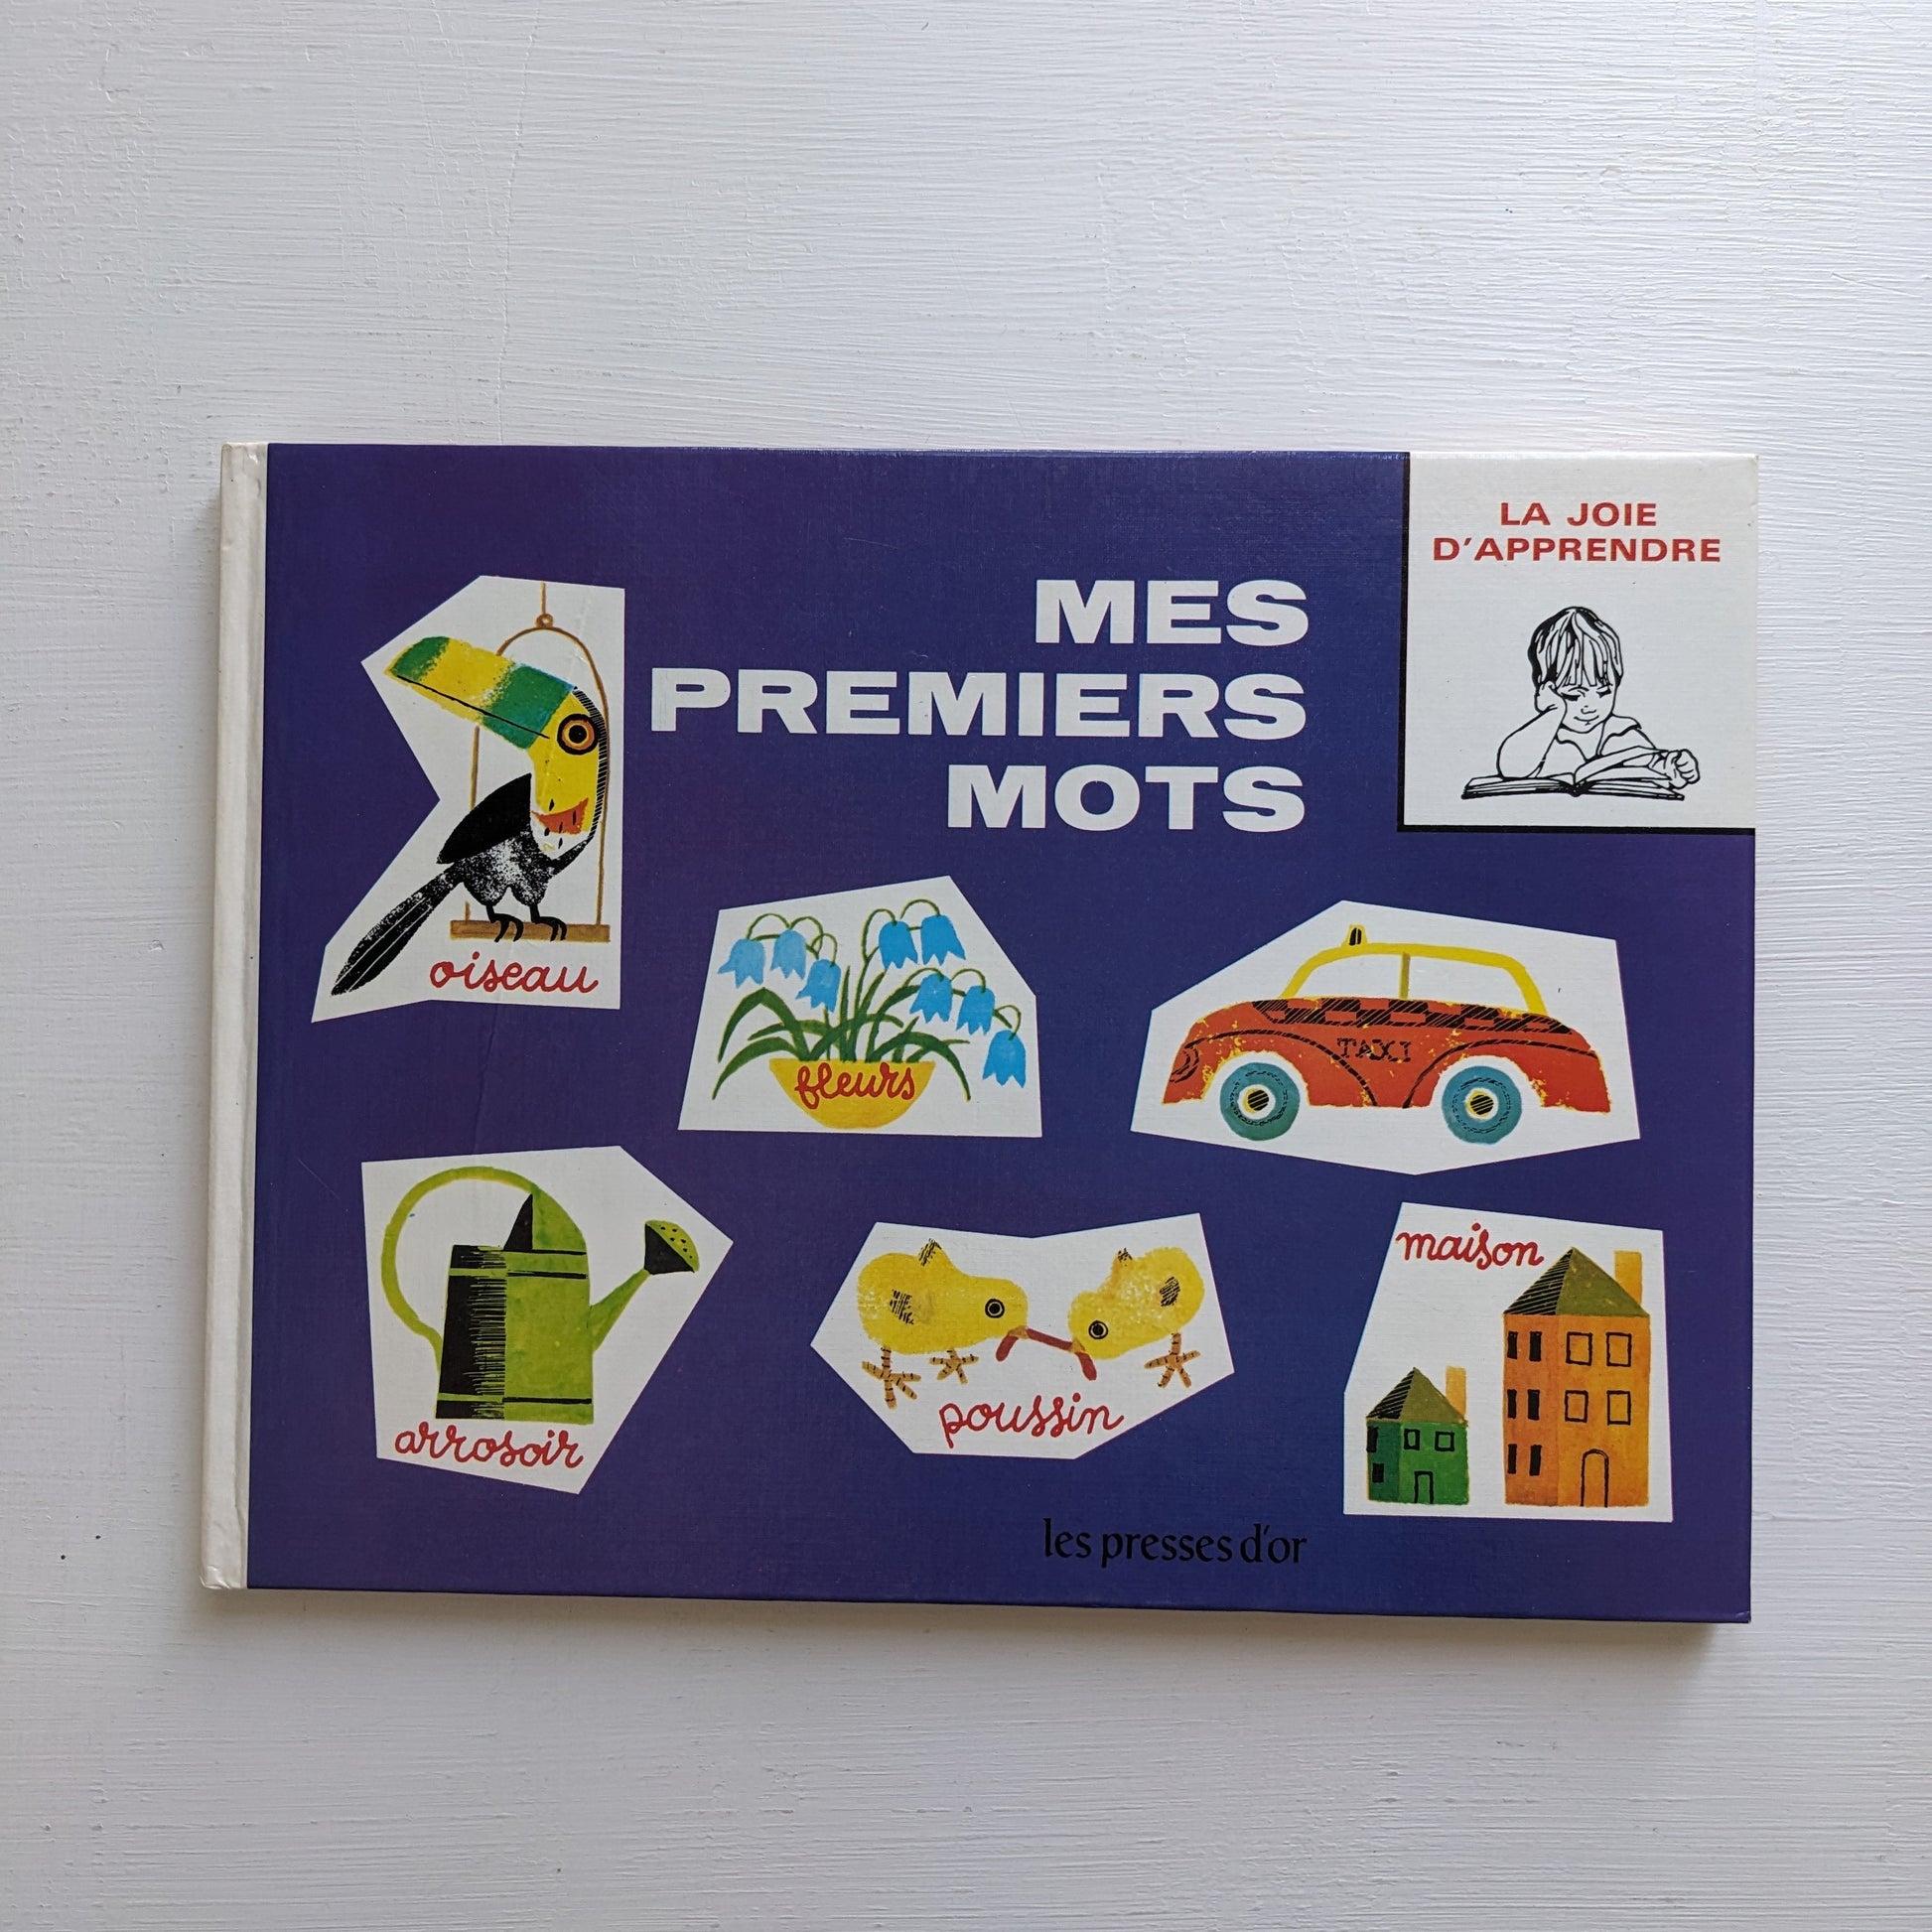 LA JOIE
D'APPRENDRE
MES
PREMIERS
MOTS
oiseau
fleurs
TAXI
arrosoir
poussin
maison
les presses d'or